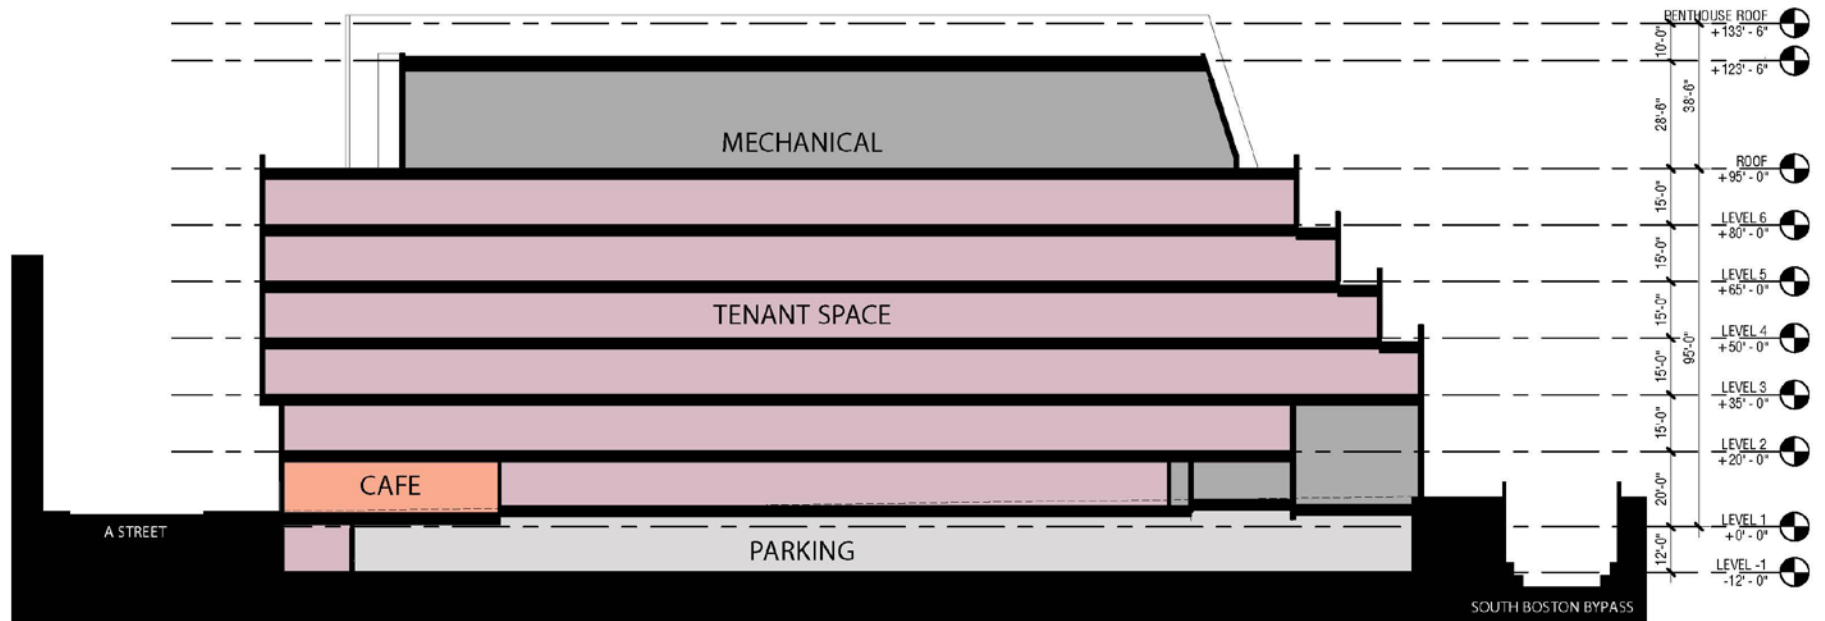 PENTHOUSE ROOF
+133' - 6"
10'-0"
+123' - 6"
28'-6"
38'-6"
MECHANICAL
ROOF
+95' - 0"
15'-0"
LEVEL 6
+80' - 0"
15'-0"
LEVEL 5
+65' - 0"
TENANT SPACE
15'-0"
LEVEL 4
+50' - 0"
95'-0"
15'-0"
LEVEL 3
+35' - 0"
15'-0"
LEVEL 2
+20' - 0"
CAFE
20'-0"
A STREET
LEVEL 1
+0' - 0"
PARKING
12'-0"
LEVEL -1
-12' - 0"
SOUTH BOSTON BYPASS